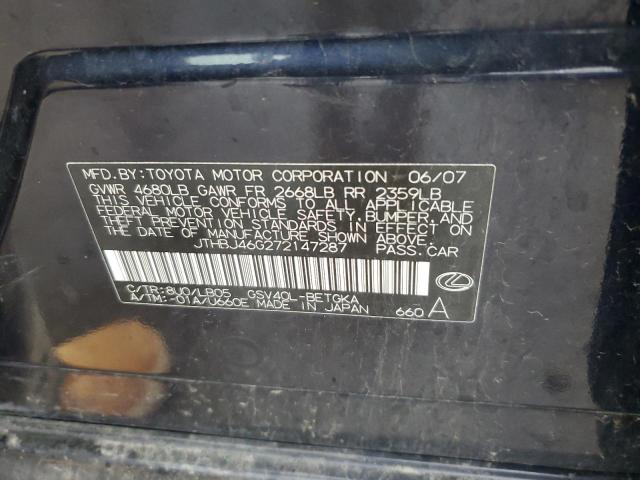 MFD.BY:TOYOTA MOTOR CORPORATION 06/07
GVWR 4680LB GAWR FR 2668LB RR 2359LB
THIS VEHICLE CONFORMS TO ALL APPLICABLE
FEDERAL MOTOR VEHICLE SAFETY,BUMPER,AND
THEFT PREVENTION STANDARDS IN EFFECT ON
THE DATE OF MANUFACTURE SHOWN ABOVE.
JTHBJ46G272147287 PASS.CAR
C/TR:8U0/LB05 GSV40L-BETGKA
A/TM:-01A/U660E MADE IN JAPAN 660 A